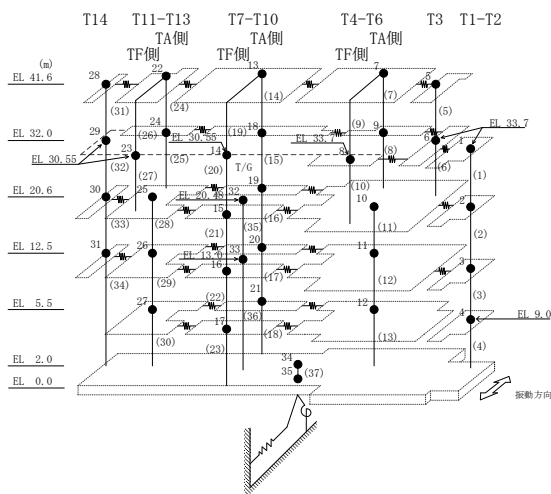 T14 T11-T13 T7-T10 T4-T6 T3 T1-T2
TA側 TA側 TA側
TF側 TF側 TF側
(m)
EL 41.6 28 22 13 7 5
(31) (24) (14) (7) (5)
EL 32.0 29 24 (26) EL 30.55 (19) 18 EL 33.7 (9) 9 6 EL 33.7
EL 30.55 23 (32) (25) 14 (15) 8 (8) (6) 1 (1)
(27) (20) T/G (10)
EL 20.6 30 25 EL 20.48 32 19 10 2
(33) (28) 15 (35) (16) (11) (2)
EL 12.5 31 26 (21) EL 13.0 33 20 11 3
(34) (29) 16 (17) (12) (3)
EL 5.5 27 (22) 21 12 4 EL 9.0
(30) 17 (36) (18) (13) (4)
(23)
EL 2.0 34
EL 0.0 35 (37)
振動方向